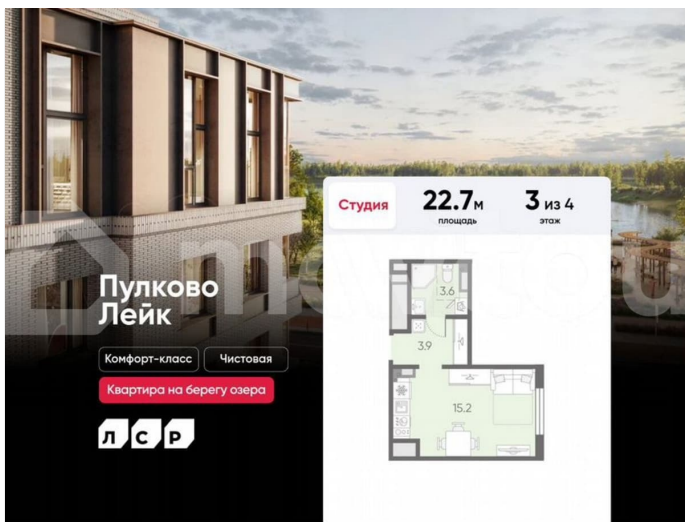 Студия
22.7м
площадь
3 из 4
этаж
Пулково
Лейк
Комфорт-класс
Чистовая
Квартира на берегу озера
ЛСР
3.6
3.9
15.2